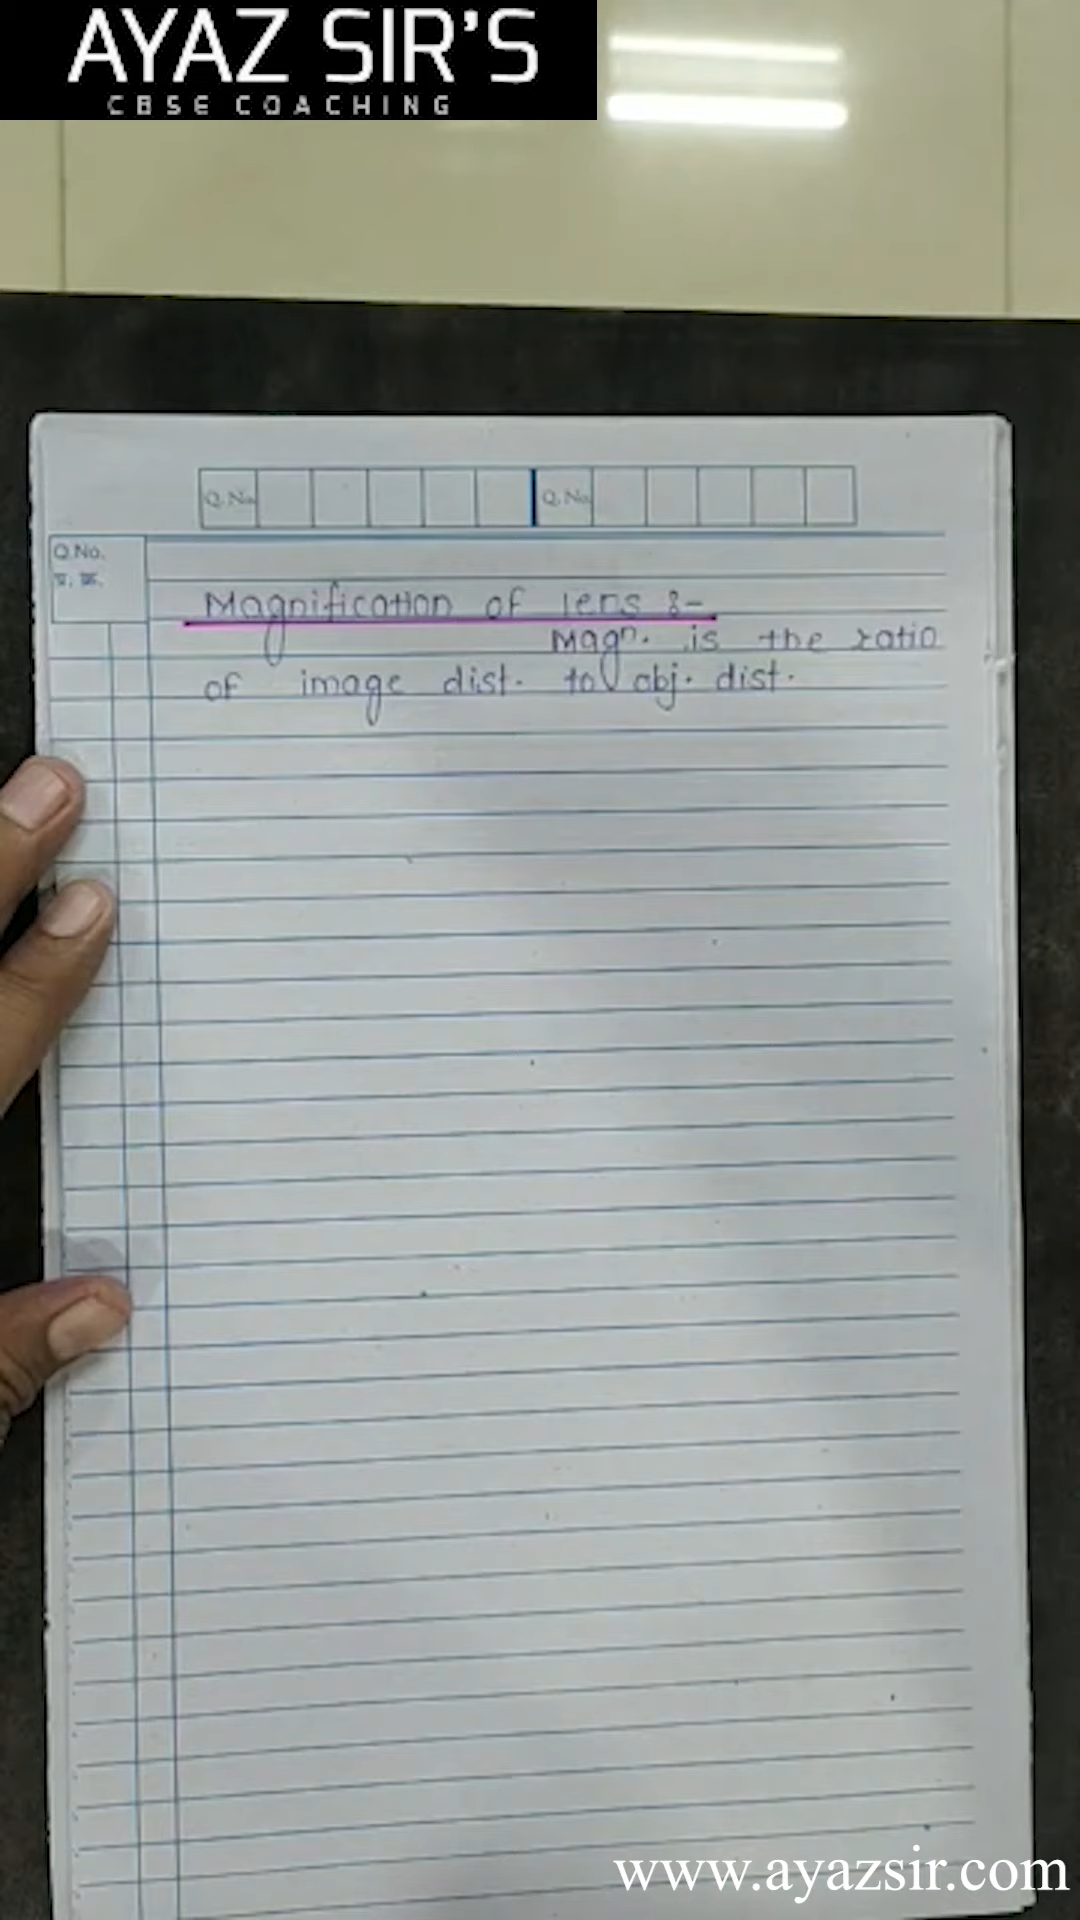 AYAZ SIR'S
CBSE COACHING
Q.No. Q.No.
Q.No.
प्र. क्र.
Magnification of lens :-
Magn. is the ratio
of image dist. to obj. dist.
www.ayazsir.com